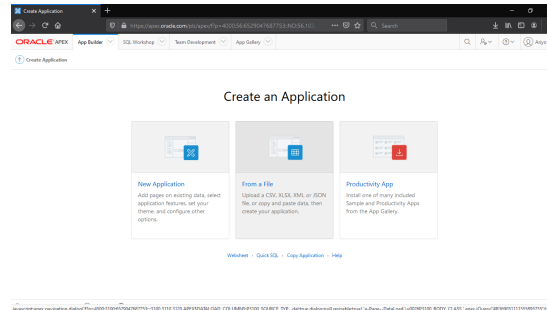 Create Application
https://apex.oracle.com/pls/apex/f?p=4000:56:6529047687753::NO:56:
Search
ORACLE APEX App Builder SQL Workshop Team Development App Gallery
Create Application
Create an Application
New Application
Add pages on existing data, select
application features, set your
theme, and configure other
options.
From a File
Upload a CSV, XLSX, XML or JSON
file, or copy and paste data, then
create your application.
Productivity App
Install one of many included
Sample and Productivity Apps
from the App Gallery.
Websheet Quick SQL Copy Application Help